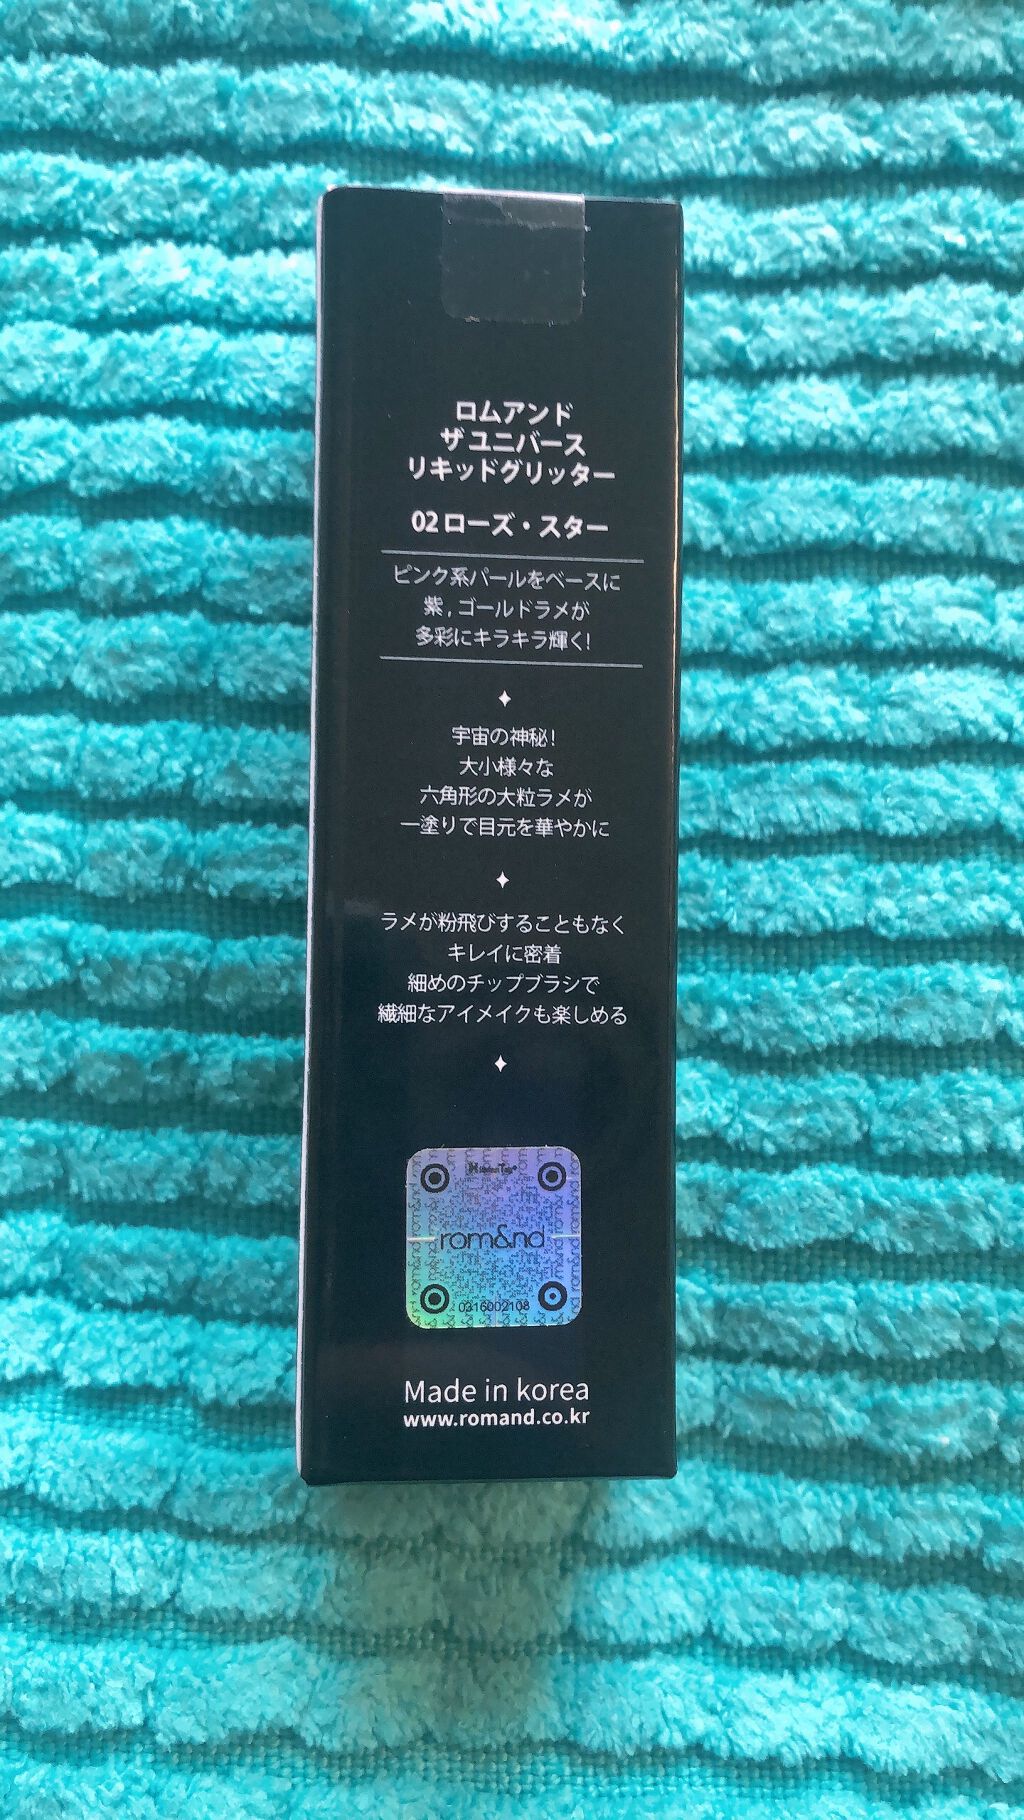 ロムアンド
ザ ユニバース
リキッドグリッター
02 ローズ・スター
ピンク系パールをベースに
紫,ゴールドラメが
多彩にキラキラ輝く!
宇宙の神秘!
大小様々な
六角形の大粒ラメが
一塗りで目元を華やかに
ラメが粉飛びすることもなく
キレイに密着
細めのチップブラシで
繊細なアイメイクも楽しめる
rom&nd
0316002108
Made in korea
www.romand.co.kr